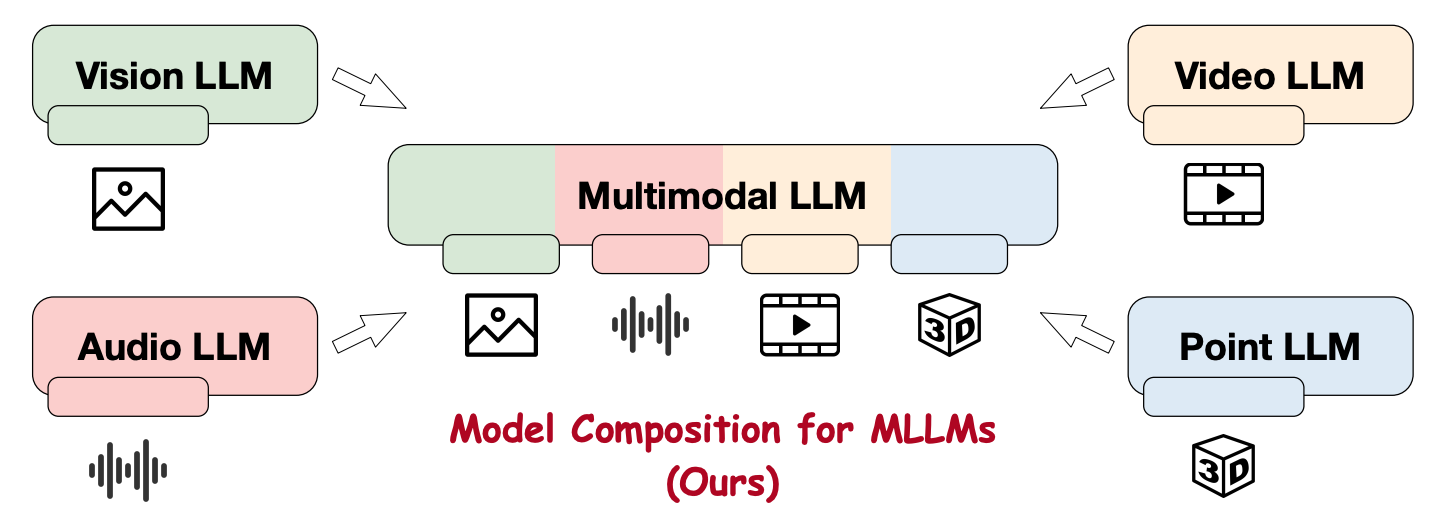 Vision LLM
Video LLM
Multimodal LLM
3D
Audio LLM
Point LLM
Model Composition for MLLMs
(Ours)
3D